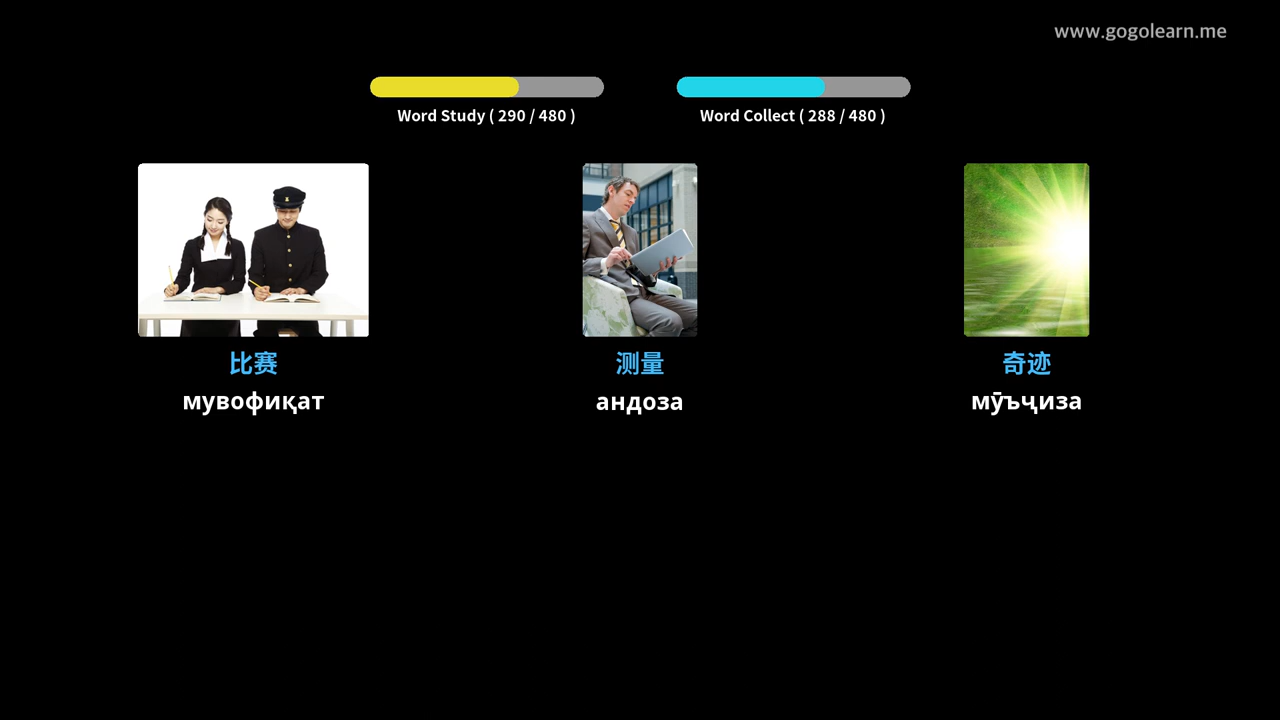 www.gogolearn.me
Word Study ( 290 / 480 )
Word Collect ( 288 / 480 )
比赛
测量
奇迹
мувофиқат
андоза
мӯъҷиза